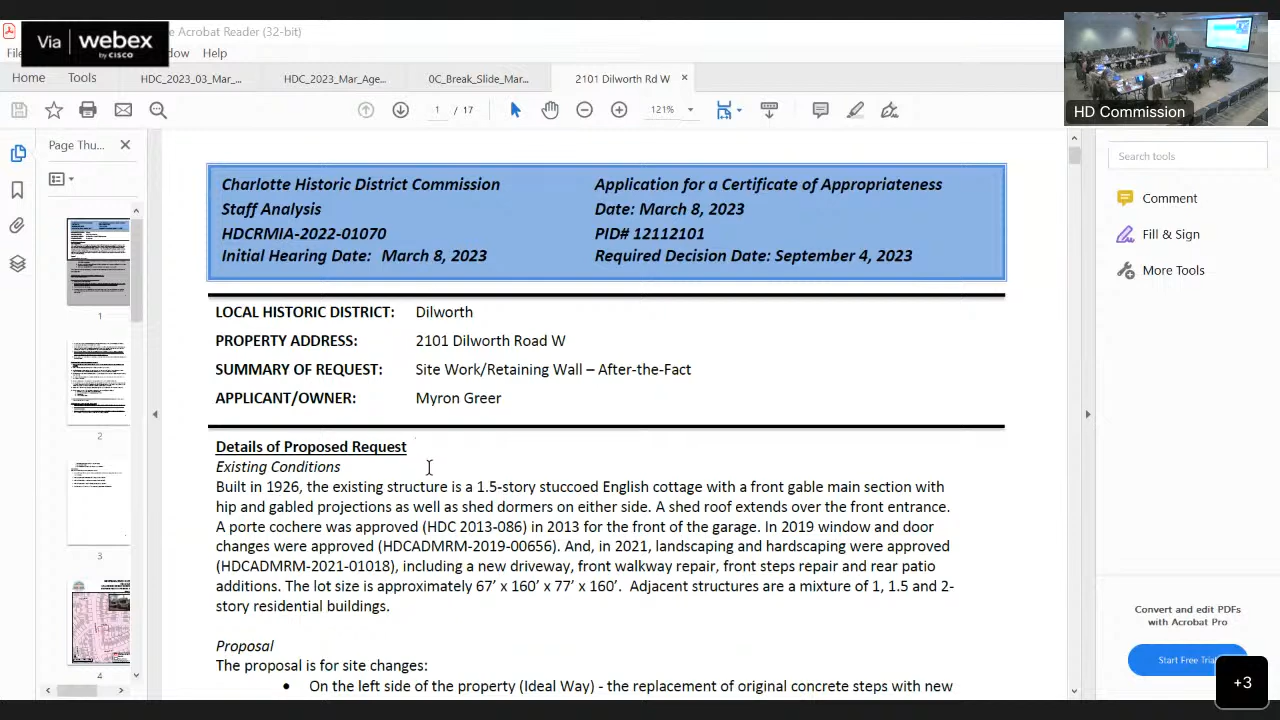 Via webex
by CISCO
e Acrobat Reader (32-bit)
dow Help
Home Tools HDC_2023_03_Mar_... HDC_2023_Mar_Age... 0C_Break_Slide_Mar... 2101 Dilworth Rd W
1 / 17 121%
HD Commission
Page Thu...
Search tools
Comment
Fill & Sign
More Tools
1
2
3
4
Charlotte Historic District Commission Application for a Certificate of Appropriateness
Staff Analysis Date: March 8, 2023
HDCRMIA-2022-01070 PID# 12112101
Initial Hearing Date: March 8, 2023 Required Decision Date: September 4, 2023
LOCAL HISTORIC DISTRICT: Dilworth
PROPERTY ADDRESS: 2101 Dilworth Road W
SUMMARY OF REQUEST: Site Work/Retaining Wall – After-the-Fact
APPLICANT/OWNER: Myron Greer
Details of Proposed Request
Existing Conditions
Built in 1926, the existing structure is a 1.5-story stuccoed English cottage with a front gable main section with
hip and gabled projections as well as shed dormers on either side. A shed roof extends over the front entrance.
A porte cochere was approved (HDC 2013-086) in 2013 for the front of the garage. In 2019 window and door
changes were approved (HDCADMRM-2019-00656). And, in 2021, landscaping and hardscaping were approved
(HDCADMRM-2021-01018), including a new driveway, front walkway repair, front steps repair and rear patio
additions. The lot size is approximately 67’ x 160’ x 77’ x 160’. Adjacent structures are a mixture of 1, 1.5 and 2-
story residential buildings.
Proposal
The proposal is for site changes:
• On the left side of the property (Ideal Way) - the replacement of original concrete steps with new
Convert and edit PDFs
with Acrobat Pro
Start Free Trial
+3